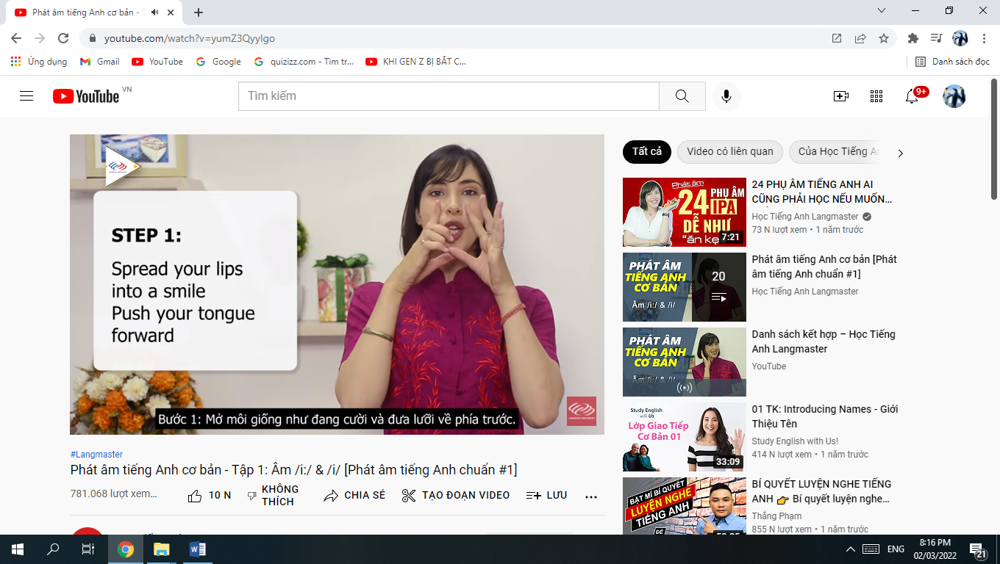 Phát âm tiếng Anh cơ bản - T
youtube.com/watch?v=yumZ3QyyIgo
Ứng dụng
Gmail
YouTube
Google
quizizz.com - Tìm tr...
KHI GEN Z BỊ BẮT C...
Danh sách đọc
YouTube VN
Tìm kiếm
9+
STEP 1:
Spread your lips
into a smile
Push your tongue
forward
Bước 1: Mở môi giống như đang cười và đưa lưỡi về phía trước.
#Langmaster
Phát âm tiếng Anh cơ bản - Tập 1: Âm /i:/ & /i/ [Phát âm tiếng Anh chuẩn #1]
781.068 lượt xem...
10 N
KHÔNG
THÍCH
CHIA SẺ
TẠO ĐOẠN VIDEO
LƯU
Tất cả
Video có liên quan
Của Học Tiếng An
Phát âm
24 PHỤ ÂM
IPA
DỄ NHƯ
"ăn kẹ
7:21
24 PHỤ ÂM TIẾNG ANH AI
CŨNG PHẢI HỌC NẾU MUỐN...
Học Tiếng Anh Langmaster
73 N lượt xem • 1 năm trước
PHÁT ÂM
TIẾNG ANH
CƠ BẢN
Âm /i:/ & /i/
20
Phát âm tiếng Anh cơ bản [Phát
âm tiếng Anh chuẩn #1]
Học Tiếng Anh Langmaster
PHÁT ÂM
TIẾNG ANH
CƠ BẢN
Âm /i:/ & /i/
Danh sách kết hợp – Học Tiếng
Anh Langmaster
YouTube
Study English
with Us
Lớp Giao Tiếp
Cơ Bản 01
33:09
01 TK: Introducing Names - Giới
Thiệu Tên
Study English with Us!
414 N lượt xem • 1 năm trước
BẬT MÍ BÍ QUYẾT
LUYỆN NGHE
TIẾNG ANH
ĐỂ
BÍ QUYẾT LUYỆN NGHE TIẾNG
ANH 👉 Bí quyết luyện nghe...
Thắng Phạm
855 N lượt xem • 1 năm trước
ENG
8:16 PM
02/03/2022
21